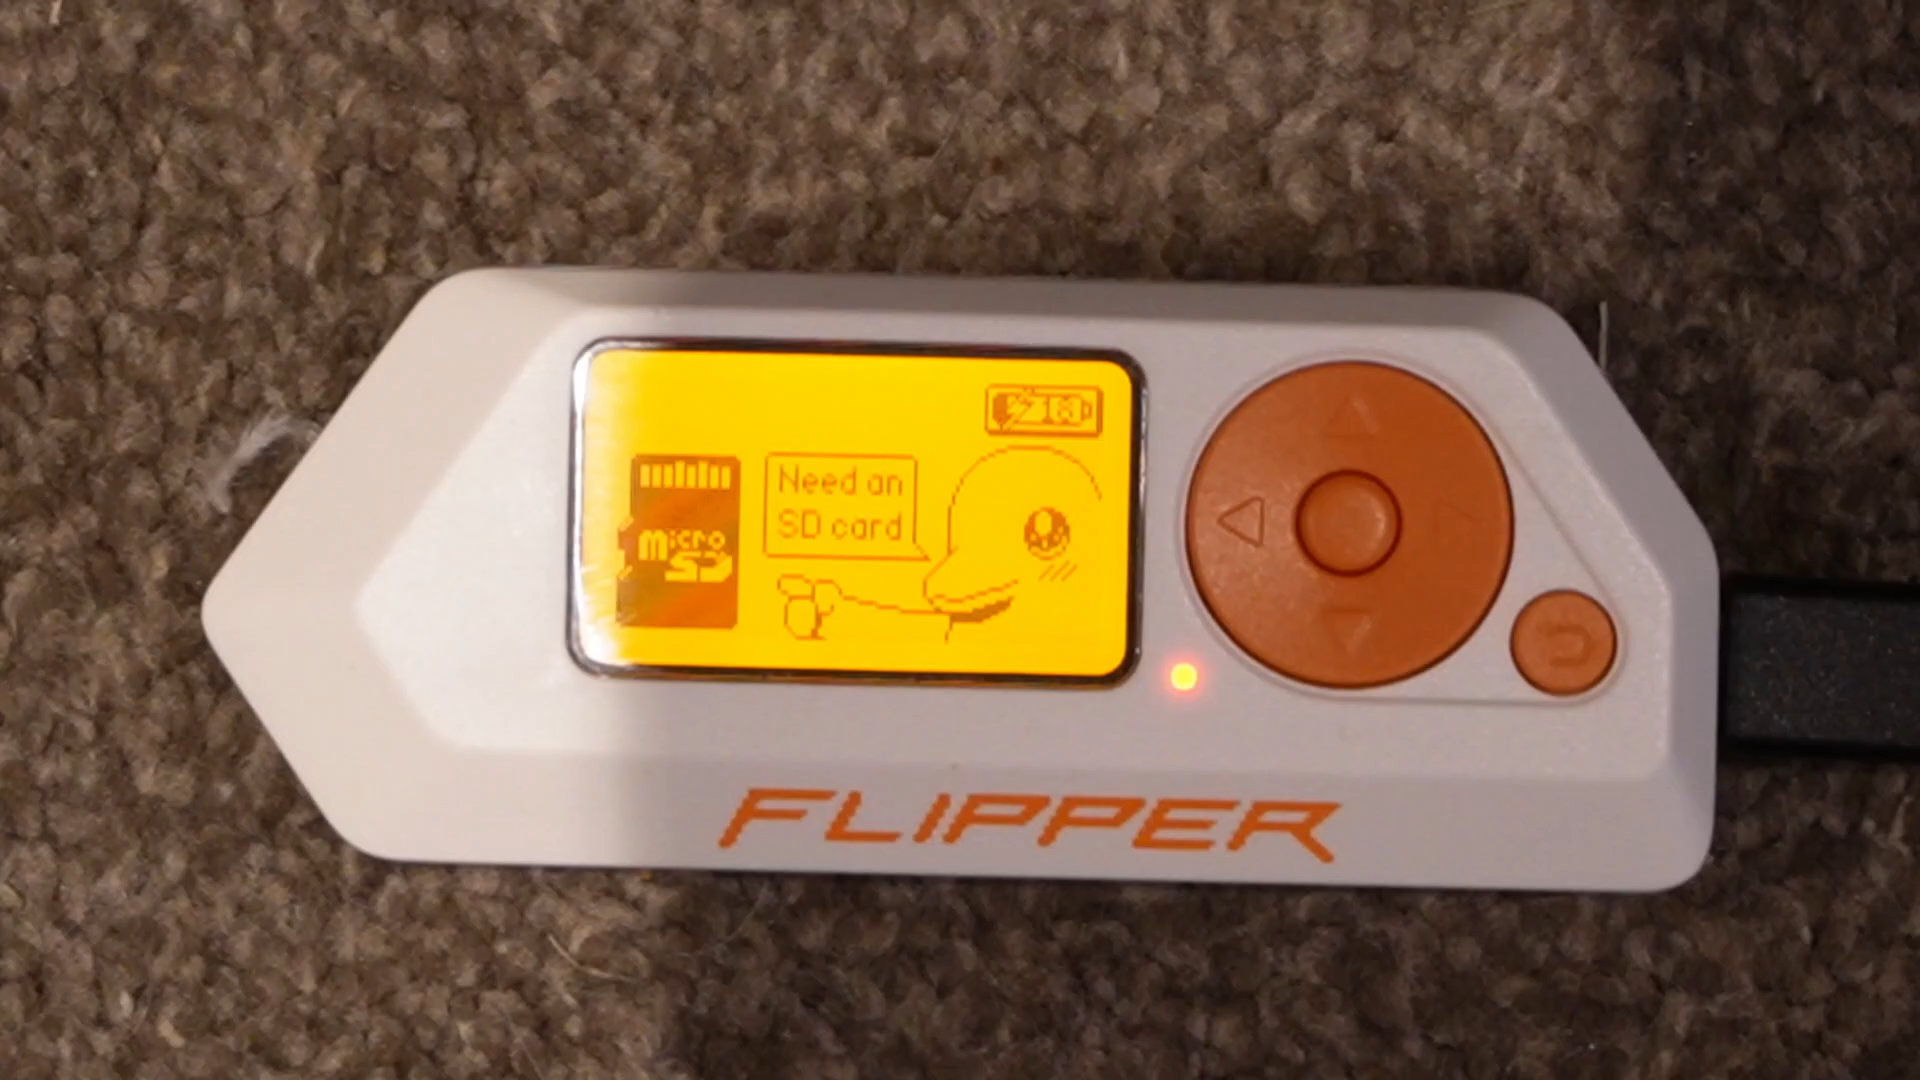 Need an
SD card
micro
SD
FLIPPER